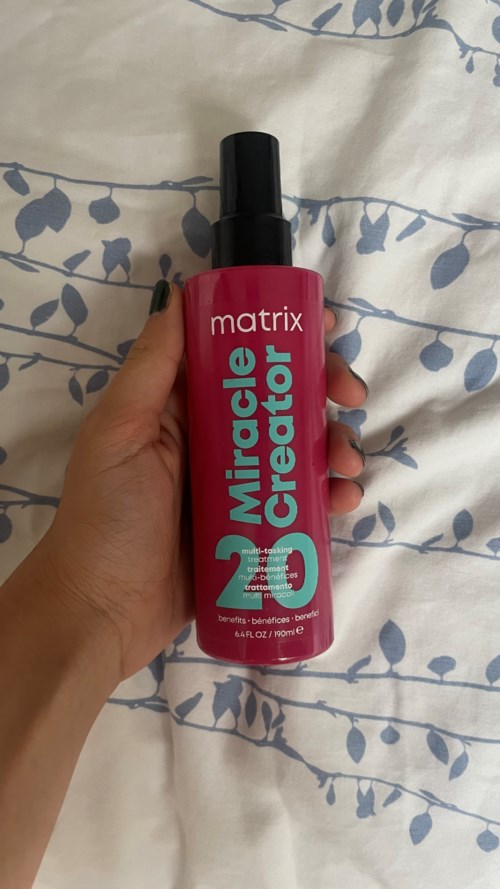 matrix
Miracle
Creator
20
multi-tasking
treatment
traitement
multi-bénéfices
trattamento
multi miracoli
benefits • bénéfices • benefici
6.4 FL OZ / 190ml e